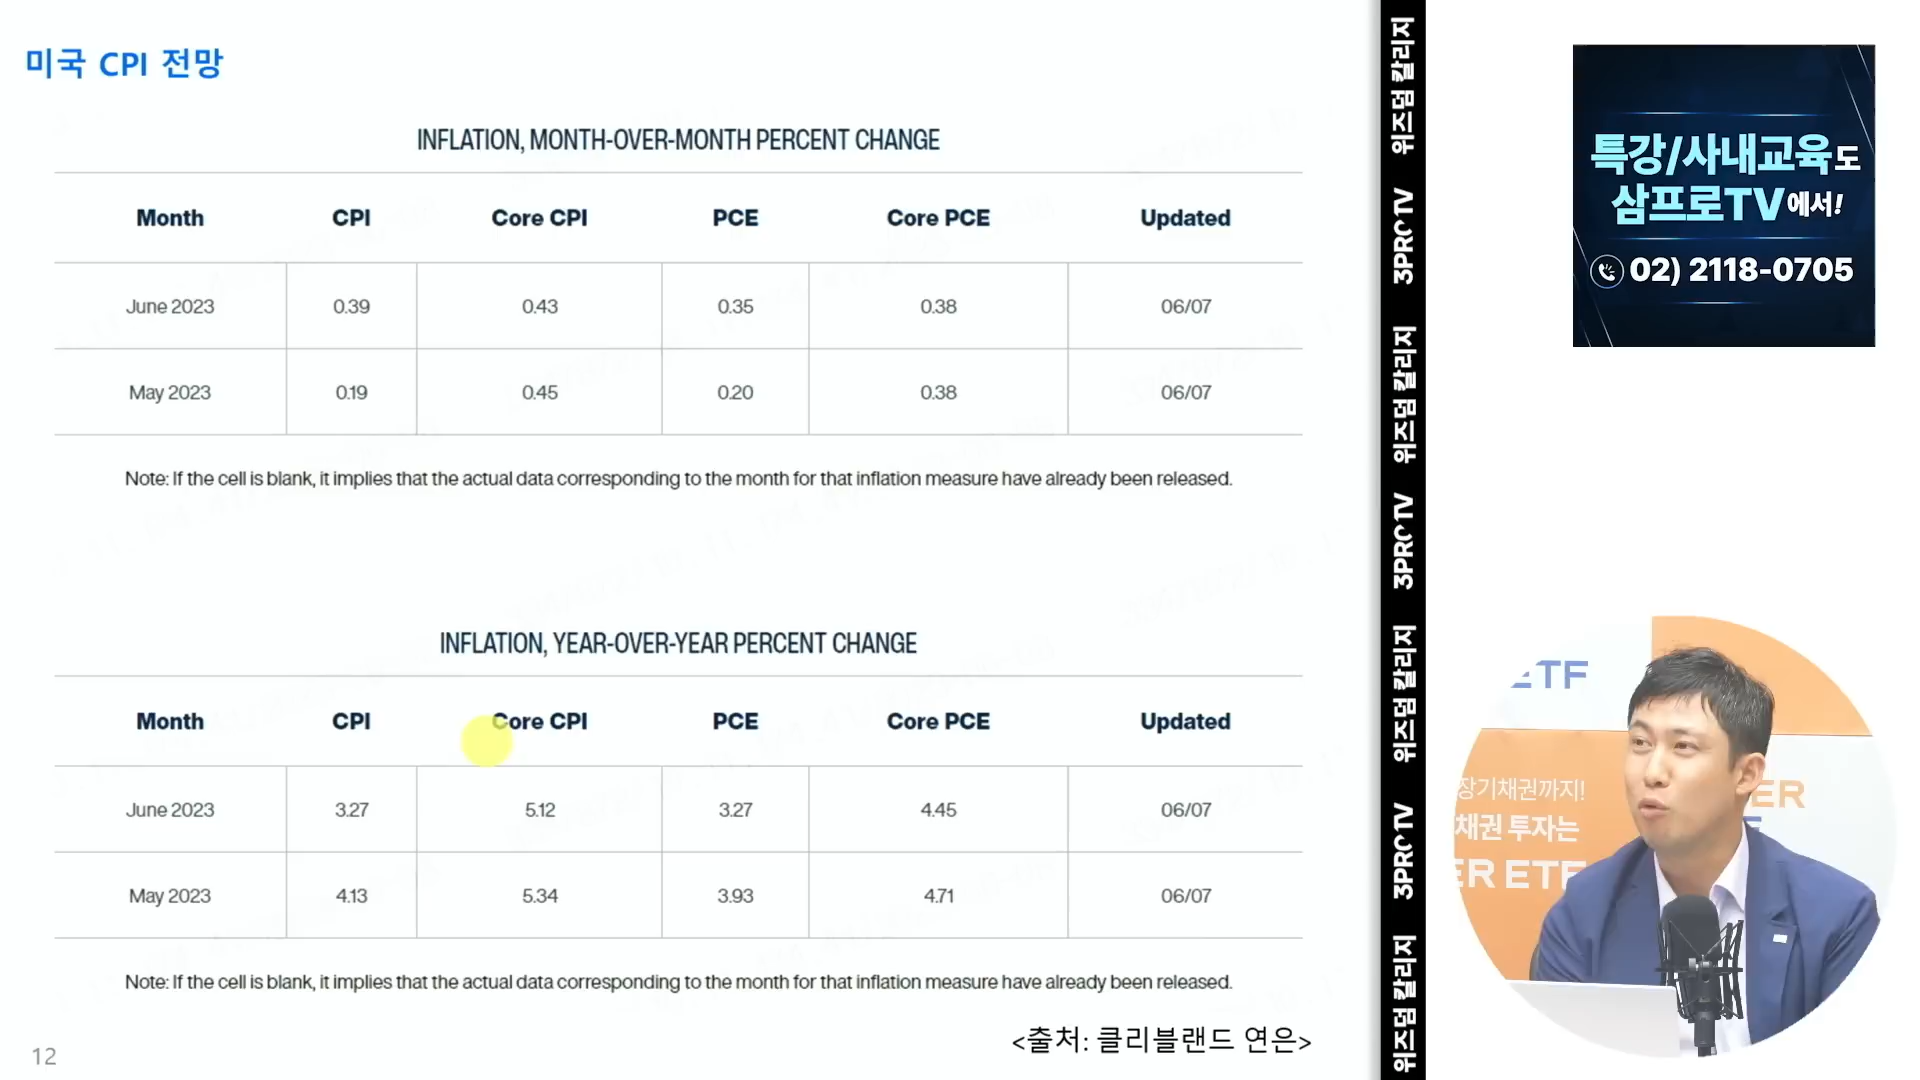 미국 CPI 전망
INFLATION, MONTH-OVER-MONTH PERCENT CHANGE
Month CPI Core CPI PCE Core PCE Updated
June 2023 0.39 0.43 0.35 0.38 06/07
May 2023 0.19 0.45 0.20 0.38 06/07
Note: If the cell is blank, it implies that the actual data corresponding to the month for that inflation measure have already been released.
INFLATION, YEAR-OVER-YEAR PERCENT CHANGE
Month CPI Core CPI PCE Core PCE Updated
June 2023 3.27 5.12 3.27 4.45 06/07
May 2023 4.13 5.34 3.93 4.71 06/07
Note: If the cell is blank, it implies that the actual data corresponding to the month for that inflation measure have already been released.
<출처: 클리블랜드 연은>
12
위즈덤 칼리지
3PROTV
위즈덤 칼리지
3PROTV
위즈덤 칼리지
3PROTV
위즈덤 칼리지
특강/사내교육도
삼프로TV에서!
02) 2118-0705
ETF
장기채권까지!
채권 투자는
ER ETF
ER